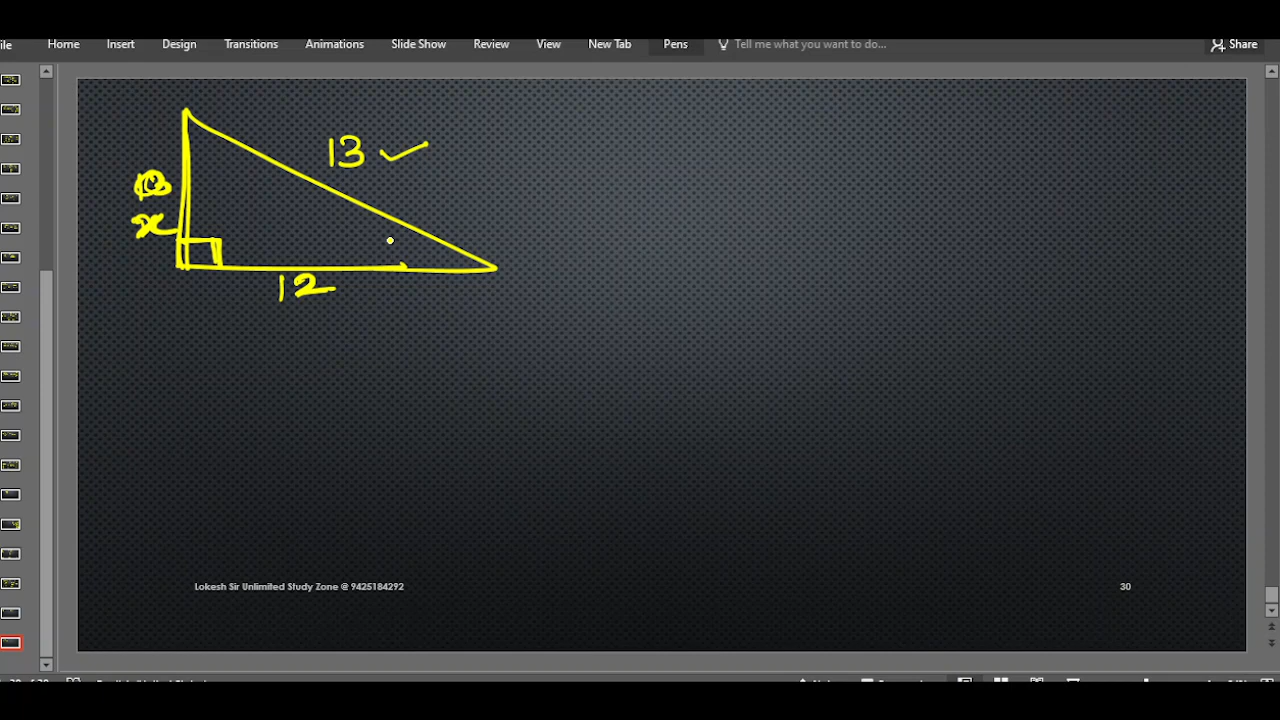 ile Home Insert Design Transitions Animations Slide Show Review View New Tab Pens Tell me what you want to do... Share
13
x
12
Lokesh Sir Unlimited Study Zone @ 9425184292 30